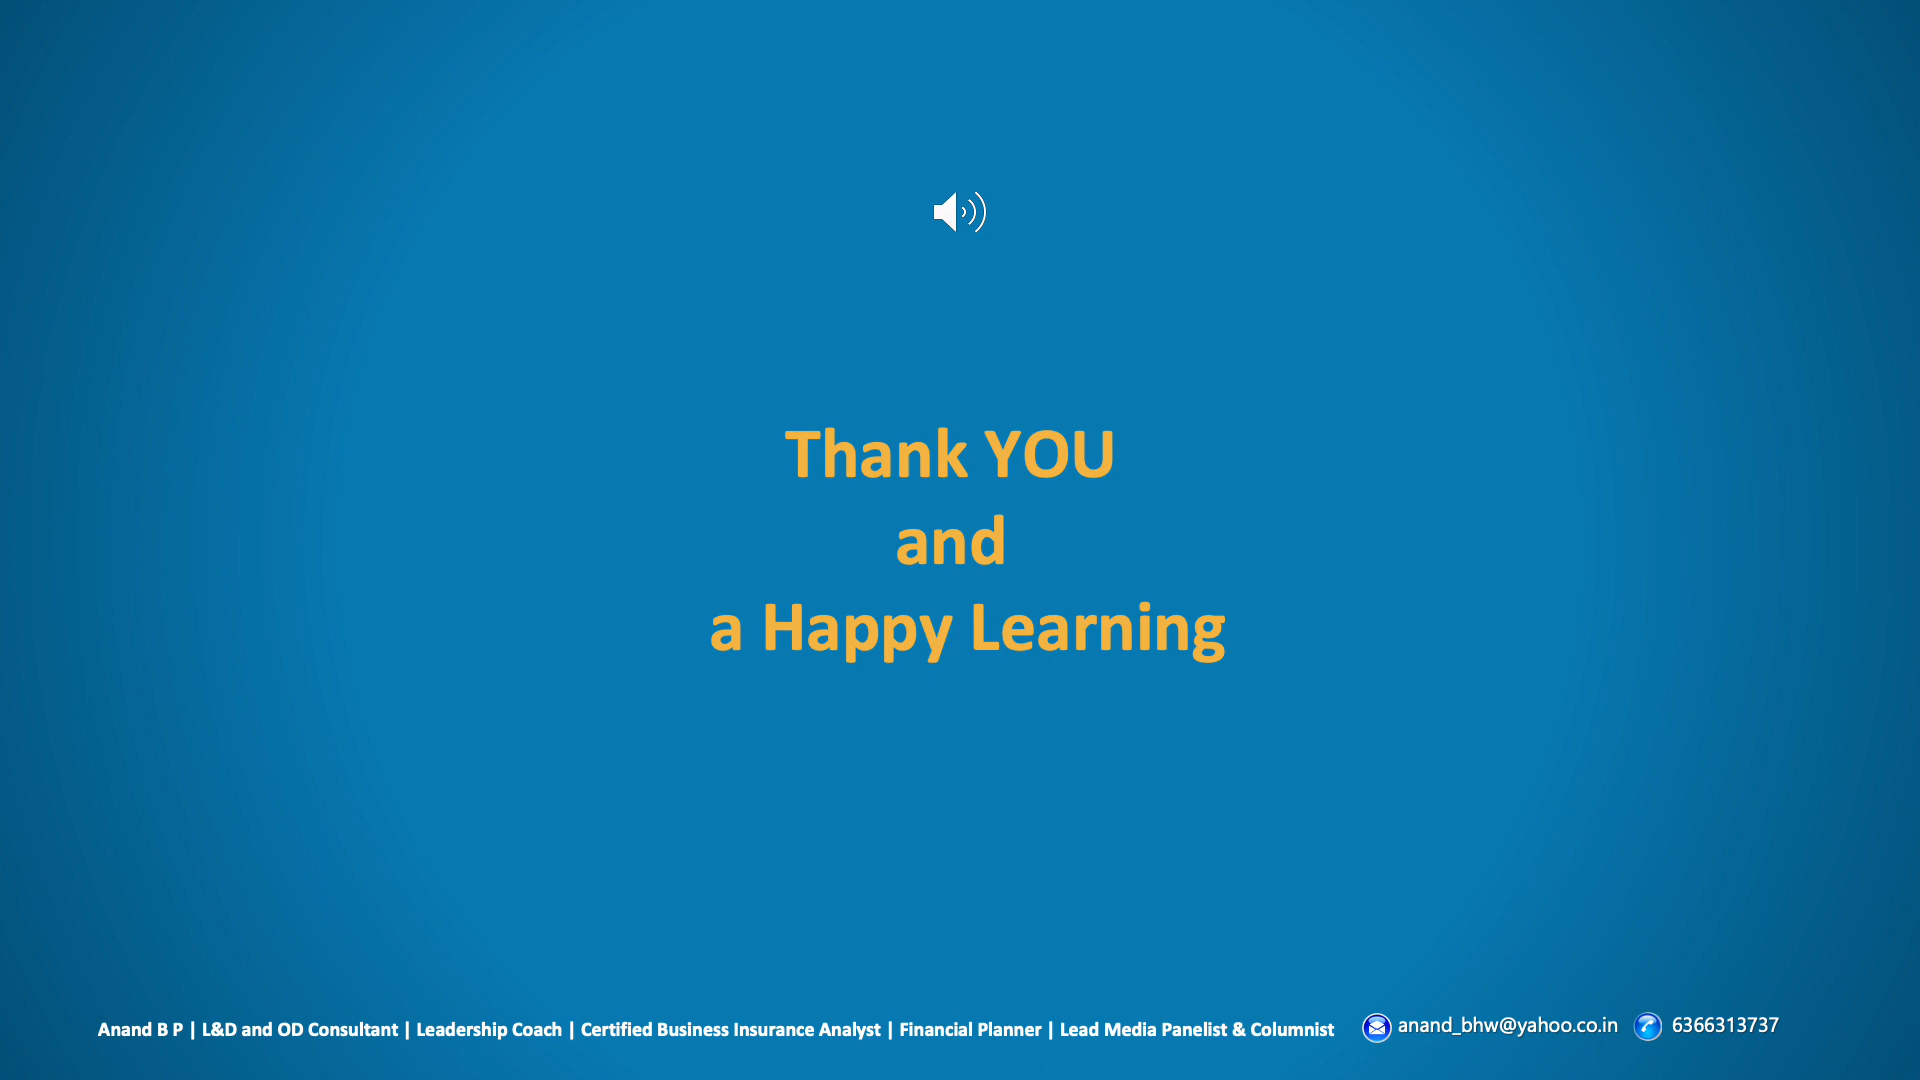 Thank YOU
and
a Happy Learning
Anand B P | L&D and OD Consultant | Leadership Coach | Certified Business Insurance Analyst | Financial Planner | Lead Media Panelist & Columnist anand_bhw@yahoo.co.in 6366313737